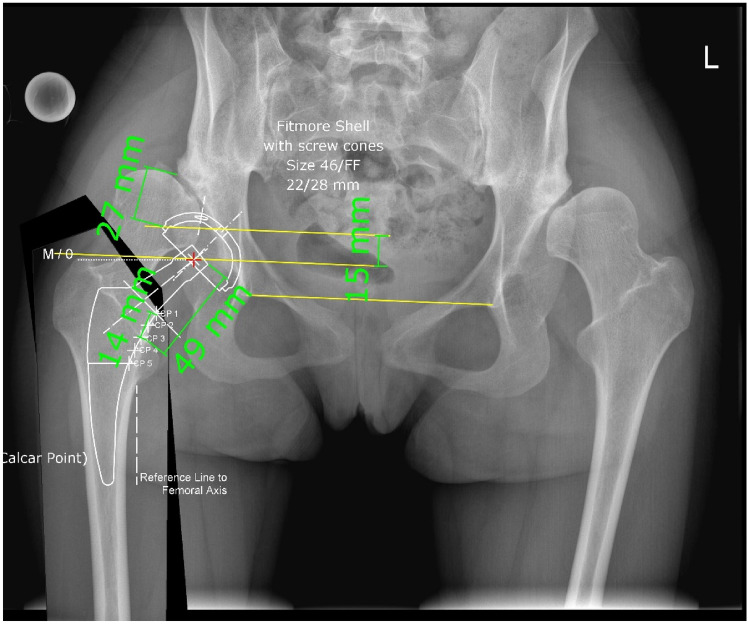 L
Fitmore Shell
with screw cones
Size 46/FF
22/28 mm
27 mm
15 mm
M/0
14 mm
49 mm
CP 1
CP 2
CP 3
CP 4
CP 5
Calcar Point)
Reference Line to
Femoral Axis